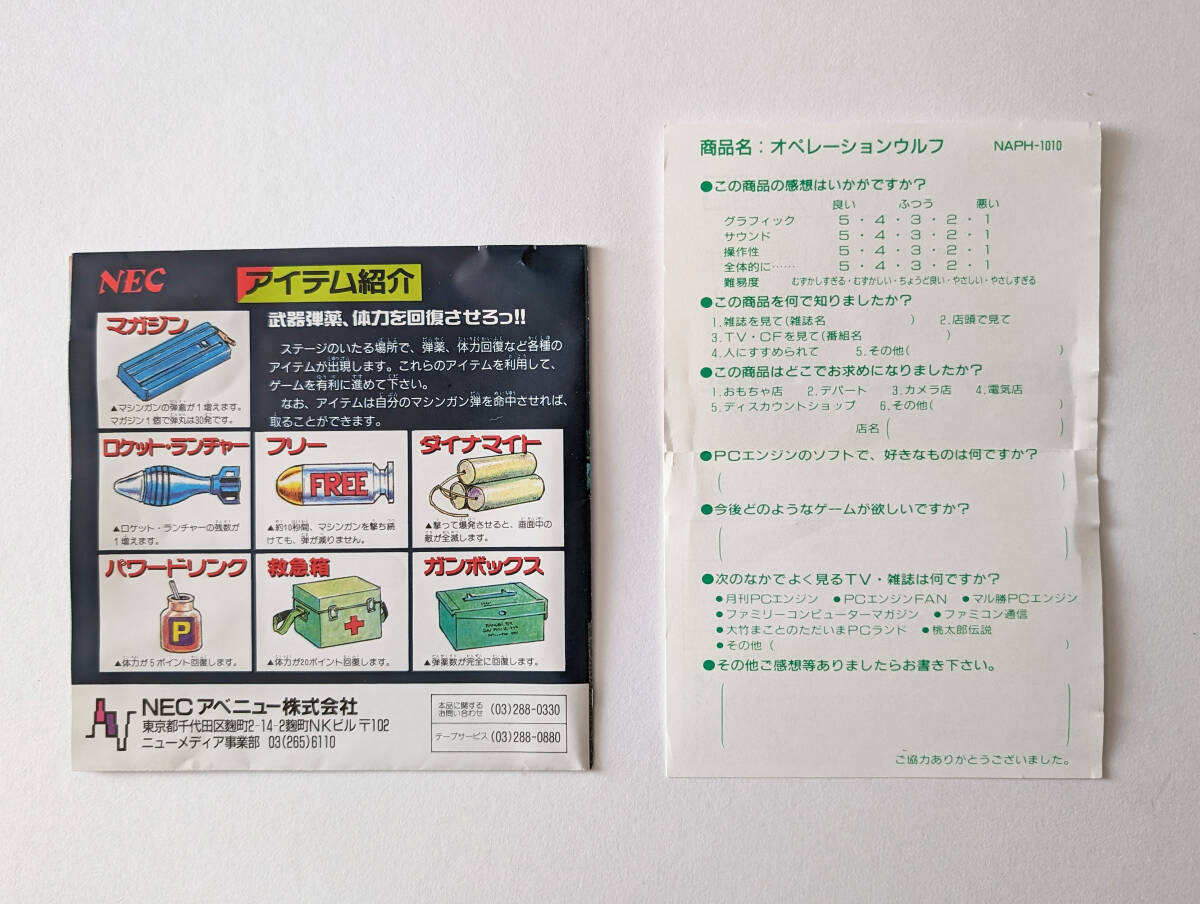 NEC
アイテム紹介
マガジン
▲マシンガンの弾倉が1増えます。
マガジン1個で弾丸は30発です。
武器弾薬、体力を回復させろっ!!
ステージのいたる場所で、弾薬、体力回復など各種の
アイテムが出現します。これらのアイテムを利用して、
ゲームを有利に進めて下さい。
なお、アイテムは自分のマシンガン弾を命中させれば、
取ることができます。
ロケット・ランチャー
▲ロケット・ランチャーの残数が
1増えます。
フリー
FREE
▲約10秒間、マシンガンを撃ち続
けても、弾が減りません。
ダイナマイト
▲撃って爆発させると、画面中の
敵が全滅します。
パワードリンク
P
▲体力が5ポイント回復します。
救急箱
▲体力が20ポイント回復します。
ガンボックス
▲弾薬数が完全に回復します。
NECアベニュー株式会社
東京都千代田区麹町2-14-2麹町NKビル 〒102
ニューメディア事業部 03(265)6110
本品に関する
お問い合わせ (03)288-0330
テープサービス (03)288-0880
商品名:オペレーションウルフ NAPH-1010
●この商品の感想はいかがですか?
良い ふつう 悪い
グラフィック 5・4・3・2・1
サウンド 5・4・3・2・1
操作性 5・4・3・2・1
全体的に…… 5・4・3・2・1
難易度 むずかしすぎる・むずかしい・ちょうど良い・やさしい・やさしすぎる
●この商品を何で知りましたか?
1.雑誌を見て(雑誌名 ) 2.店頭で見て
3.TV・CFを見て(番組名 )
4.人にすすめられて 5.その他( )
●この商品はどこでお求めになりましたか?
1.おもちゃ店 2.デパート 3.カメラ店 4.電気店
5.ディスカウントショップ 6.その他( )
店名( )
●PCエンジンのソフトで、好きなものは何ですか?
( )
●今後どのようなゲームが欲しいですか?
( )
●次のなかでよく見るTV・雑誌は何ですか?
●月刊PCエンジン ●PCエンジンFAN ●マル勝PCエンジン
●ファミリーコンピューターマガジン ●ファミコン通信
●大竹まことのただいまPCランド ●桃太郎伝説
●その他( )
●その他ご感想等ありましたらお書き下さい。
( )
ご協力ありがとうございました。